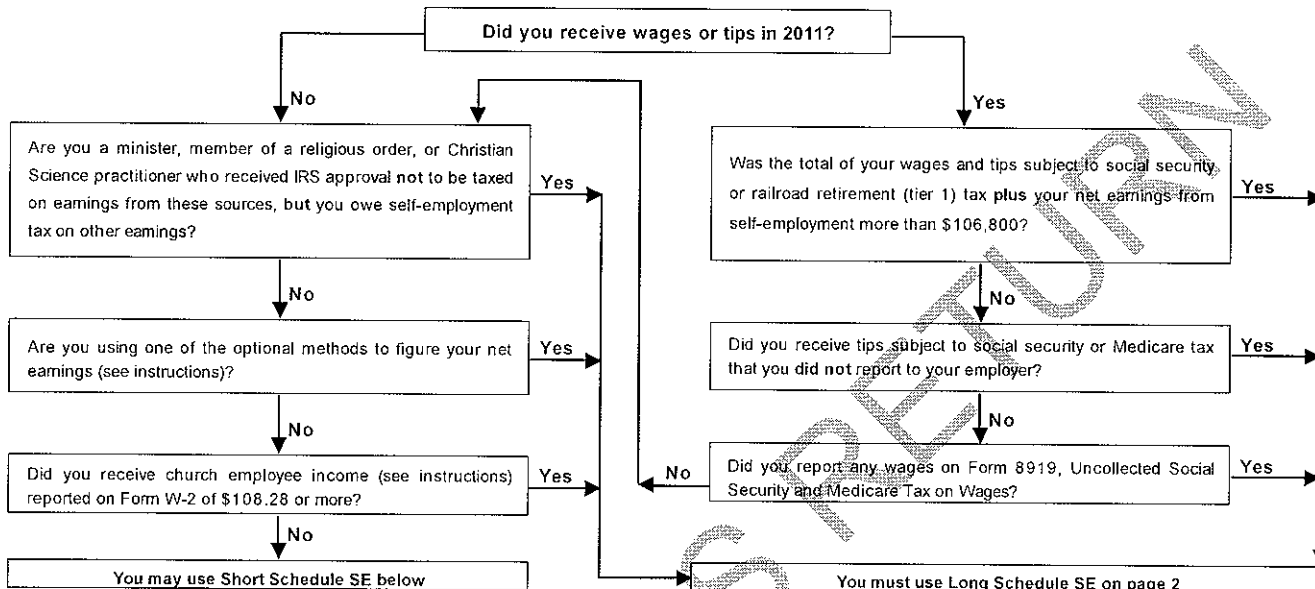 Did you receive wages or tips in 2011?
No
Yes
Are you a minister, member of a religious order, or Christian
Science practitioner who received IRS approval not to be taxed
on earnings from these sources, but you owe self-employment
tax on other earnings?
Yes
Was the total of your wages and tips subject to social security
or railroad retirement (tier 1) tax plus your net earnings from
self-employment more than $106,800?
Yes
No
No
Are you using one of the optional methods to figure your net
earnings (see instructions)?
Yes
Did you receive tips subject to social security or Medicare tax
that you did not report to your employer?
Yes
No
No
Did you receive church employee income (see instructions)
reported on Form W-2 of $108.28 or more?
Yes
No
Did you report any wages on Form 8919, Uncollected Social
Security and Medicare Tax on Wages?
Yes
No
You may use Short Schedule SE below
You must use Long Schedule SE on page 2
S RETURN